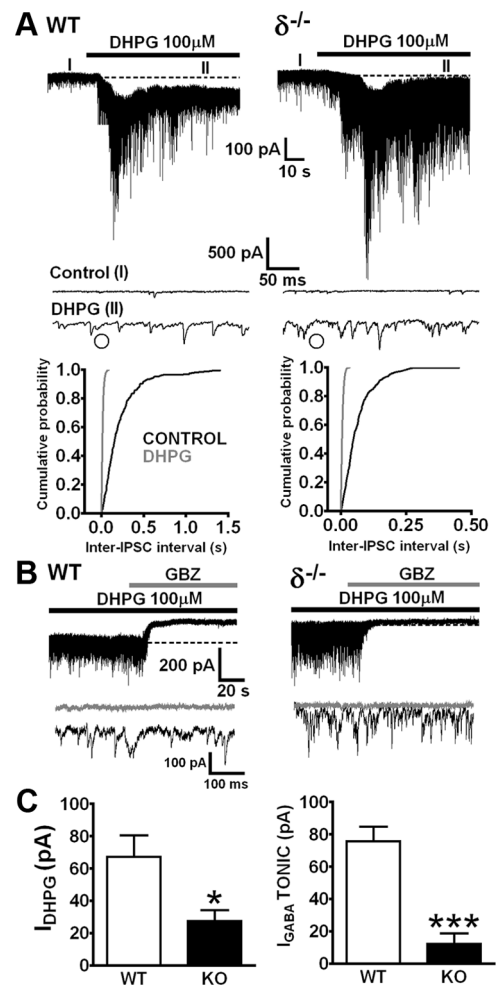 A WT δ-/-
DHPG 100μM DHPG 100μM
I II I II
100 pA
10 s
500 pA
50 ms
Control (I)
DHPG (II)
Cumulative probability
1.0
0.8
0.6
0.4
0.2
0.0
CONTROL
DHPG
0.0 0.5 1.0 1.5
Inter-IPSC interval (s)
Cumulative probability
1.0
0.8
0.6
0.4
0.2
0.0
0.00 0.25 0.50
Inter-IPSC interval (s)
B WT δ-/-
GBZ GBZ
DHPG 100μM DHPG 100μM
200 pA
20 s
100 pA
100 ms
C
IDHPG (pA)
100
80
60
40
20
0
*
WT KO
IGABA TONIC (pA)
100
80
60
40
20
0
***
WT KO